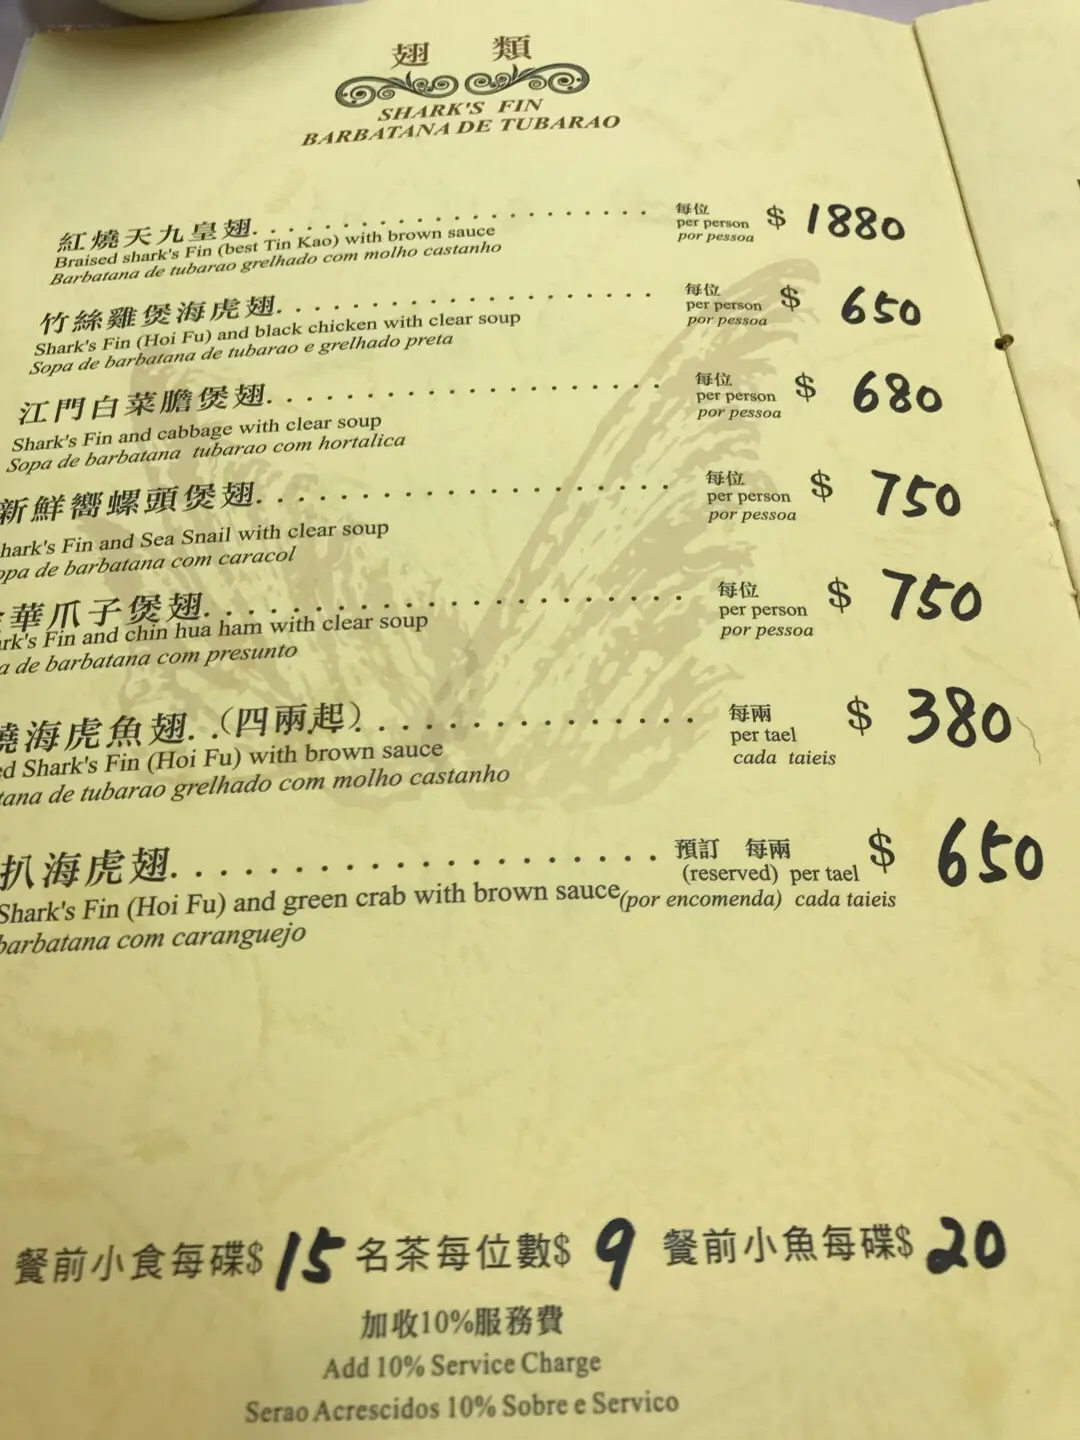 翅 類
SHARK'S FIN
BARBATANA DE TUBARAO
紅燒天九皇翅. . . . . . . . . . . . . . . . . . . . . 每位 $ 1880
Braised shark's Fin (best Tin Kao) with brown sauce per person
Barbatana de tubarao grelhado com molho castanho por pessoa
竹絲雞煲海虎翅. . . . . . . . . . . . . . . . . . . . 每位 $ 650
Shark's Fin (Hoi Fu) and black chicken with clear soup per person
Sopa de barbatana de tubarao e grelhado preta por pessoa
江門白菜膽煲翅. . . . . . . . . . . . . . . . . . . . . 每位 $ 680
Shark's Fin and cabbage with clear soup per person
Sopa de barbatana tubarao com hortalica por pessoa
新鮮嚮螺頭煲翅. . . . . . . . . . . . . . . . . . . . . 每位 $ 750
hark's Fin and Sea Snail with clear soup per person
opa de barbatana com caracol por pessoa
華爪子煲翅. . . . . . . . . . . . . . . . . . . . . . . 每位 $ 750
rk's Fin and chin hua ham with clear soup per person
a de barbatana com presunto por pessoa
燒海虎魚翅. .(四兩起). . . . . . . . . . . . . . . 每兩 $ 380
ed Shark's Fin (Hoi Fu) with brown sauce per tael
tana de tubarao grelhado com molho castanho cada taieis
扒海虎翅. . . . . . . . . . . . . . . . . . . . . . . 預訂 每兩 $ 650
Shark's Fin (Hoi Fu) and green crab with brown sauce (reserved) per tael
barbatana com caranguejo (por encomenda) cada taieis
餐前小食每碟$ 15 名茶每位數$ 9 餐前小魚每碟$ 20
加收10%服務費
Add 10% Service Charge
Serao Acrescidos 10% Sobre e Servico